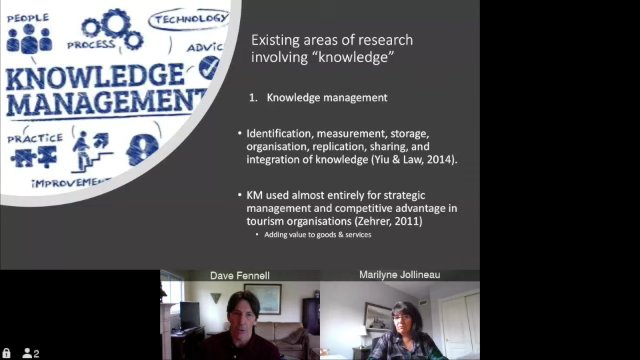 PEOPLE
TECHNOLOGY
PROCESS
ADVIC
KNOWLEDGE
MANAGEMENT
PRACTICE
IMPROVEMEN
Existing areas of research
involving “knowledge”
1. Knowledge management
• Identification, measurement, storage,
organisation, replication, sharing, and
integration of knowledge (Yiu & Law, 2014).
• KM used almost entirely for strategic
management and competitive advantage in
tourism organisations (Zehrer, 2011)
• Adding value to goods & services
Dave Fennell
Marilyne Jollineau
2